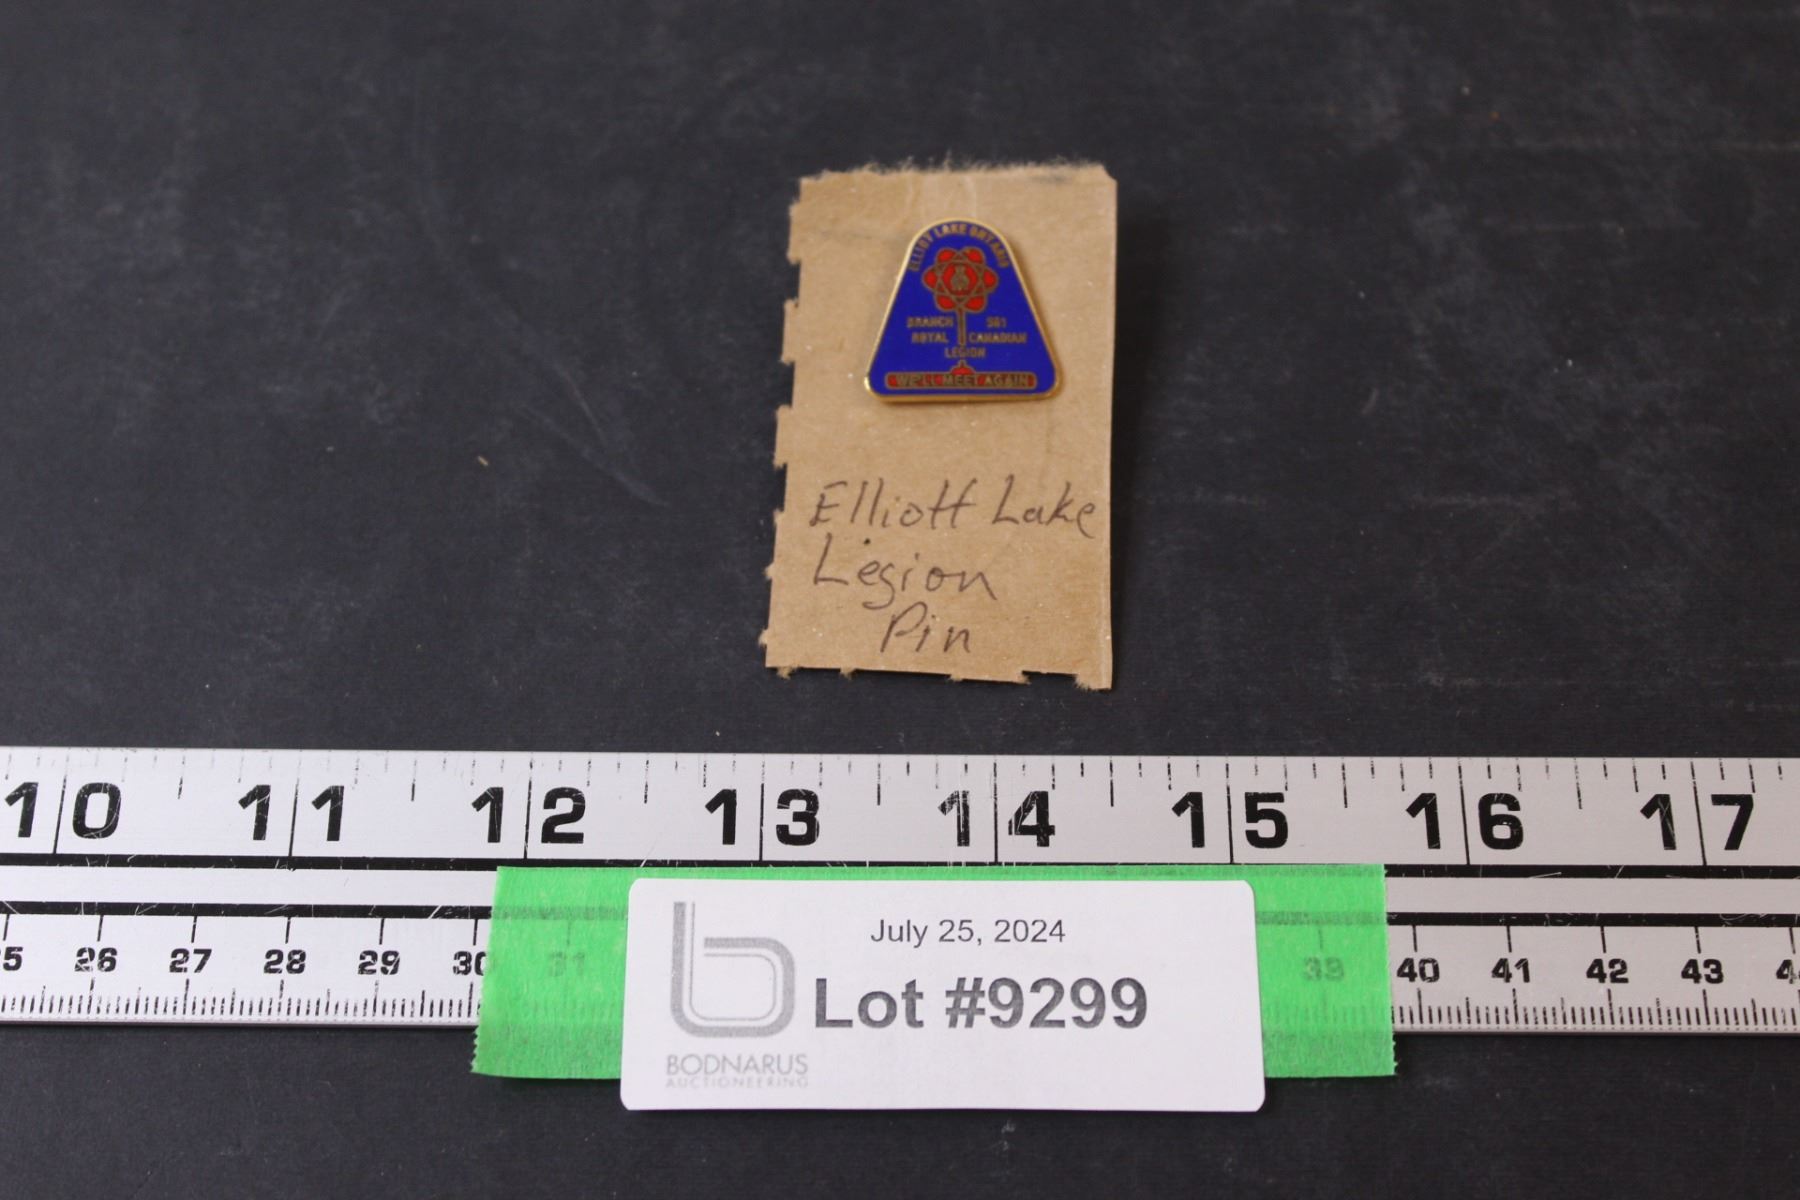 ELLIOT LAKE ONTARIO
BRANCH 561
ROYAL CANADIAN
LEGION
WE'LL MEET AGAIN
Elliott Lake
Legion
Pin
10 11 12 13 14 15 16 17
26 27 28 29 30 31 39 40 41 42 43
July 25, 2024
Lot #9299
BODNARUS
AUCTIONEERING